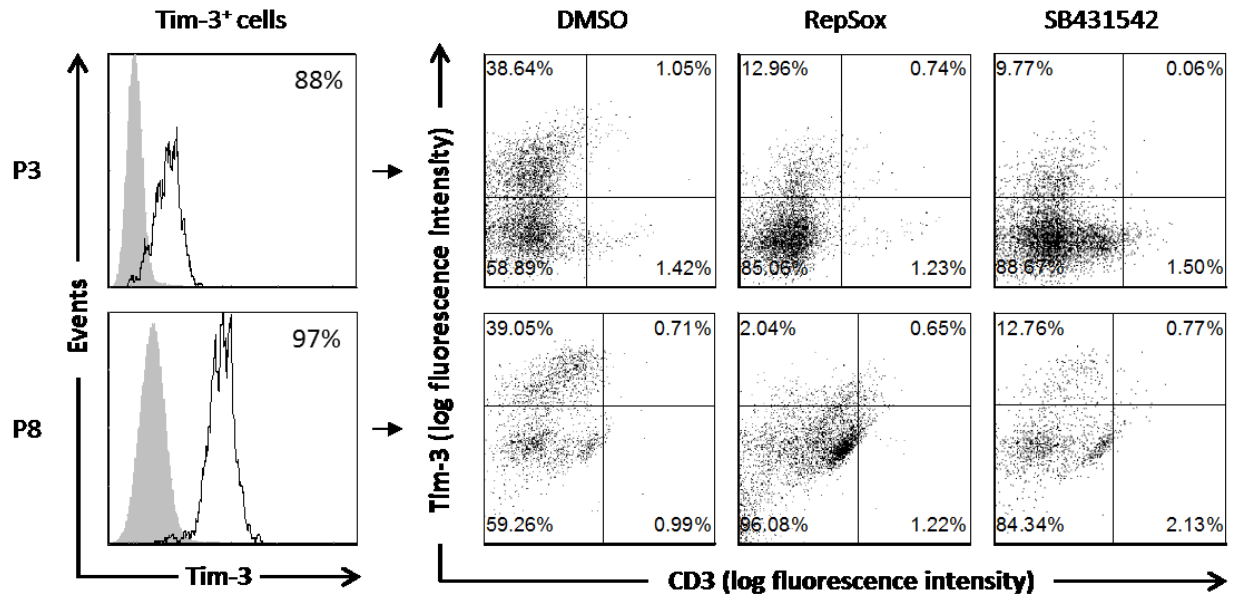 Tim-3⁺ cells
DMSO
RepSox
SB431542
P3
88%
38.64%
1.05%
58.89%
1.42%
12.96%
0.74%
85.06%
1.23%
9.77%
0.06%
88.67%
1.50%
P8
97%
39.05%
0.71%
59.26%
0.99%
2.04%
0.65%
96.08%
1.22%
12.76%
0.77%
84.34%
2.13%
Events
Tim-3
Tim-3 (log fluorescence intensity)
CD3 (log fluorescence intensity)